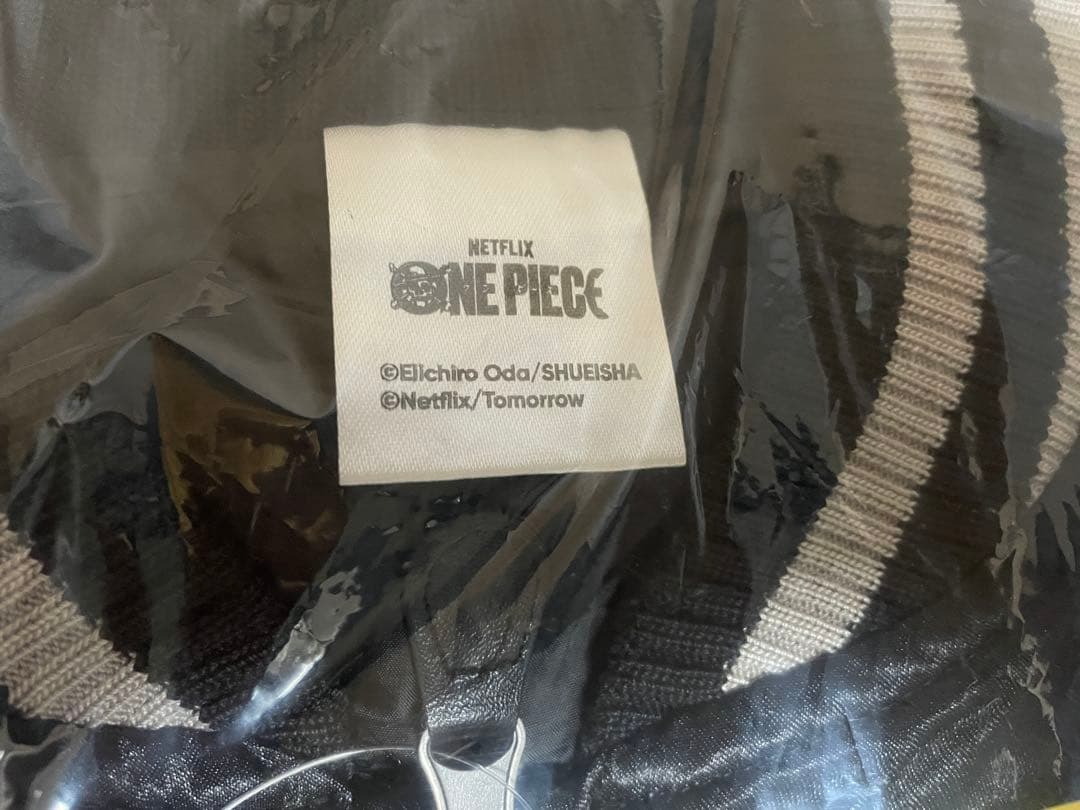 NETFLIX
ONE PIECE
©Eiichiro Oda/SHUEISHA
©Netflix/Tomorrow